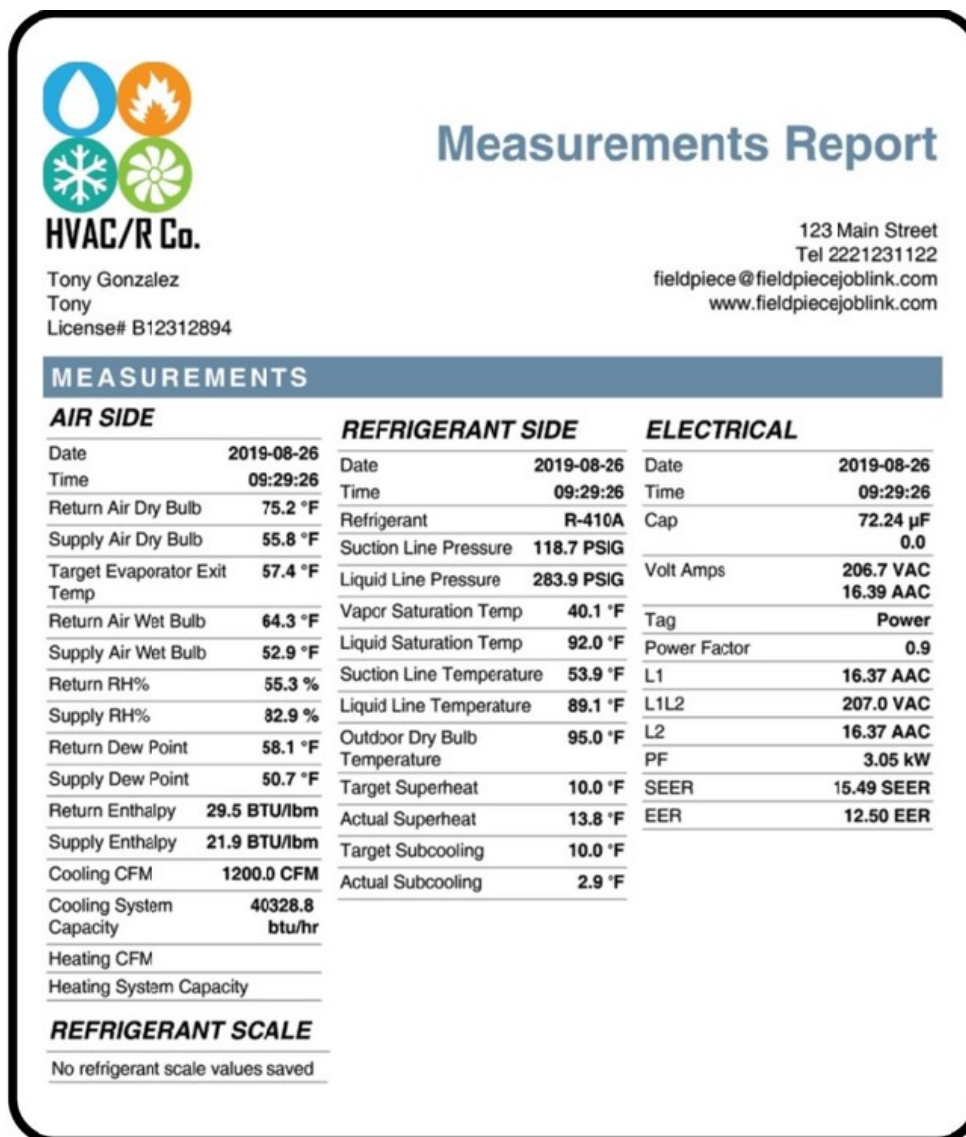 Measurements Report
HVAC/R Co.
Tony Gonzalez
Tony
License# B12312894
123 Main Street
Tel 2221231122
fieldpiece@fieldpiecejoblink.com
www.fieldpiecejoblink.com
MEASUREMENTS
AIR SIDE
Date 2019-08-26
Time 09:29:26
Return Air Dry Bulb 75.2 °F
Supply Air Dry Bulb 55.8 °F
Target Evaporator Exit 57.4 °F
Temp
Return Air Wet Bulb 64.3 °F
Supply Air Wet Bulb 52.9 °F
Return RH% 55.3 %
Supply RH% 82.9 %
Return Dew Point 58.1 °F
Supply Dew Point 50.7 °F
Return Enthalpy 29.5 BTU/lbm
Supply Enthalpy 21.9 BTU/lbm
Cooling CFM 1200.0 CFM
Cooling System 40328.8
Capacity btu/hr
Heating CFM
Heating System Capacity
REFRIGERANT SCALE
No refrigerant scale values saved
REFRIGERANT SIDE
Date 2019-08-26
Time 09:29:26
Refrigerant R-410A
Suction Line Pressure 118.7 PSIG
Liquid Line Pressure 283.9 PSIG
Vapor Saturation Temp 40.1 °F
Liquid Saturation Temp 92.0 °F
Suction Line Temperature 53.9 °F
Liquid Line Temperature 89.1 °F
Outdoor Dry Bulb 95.0 °F
Temperature
Target Superheat 10.0 °F
Actual Superheat 13.8 °F
Target Subcooling 10.0 °F
Actual Subcooling 2.9 °F
ELECTRICAL
Date 2019-08-26
Time 09:29:26
Cap 72.24 µF
0.0
Volt Amps 206.7 VAC
16.39 AAC
Tag Power
Power Factor 0.9
L1 16.37 AAC
L1L2 207.0 VAC
L2 16.37 AAC
PF 3.05 kW
SEER 15.49 SEER
EER 12.50 EER